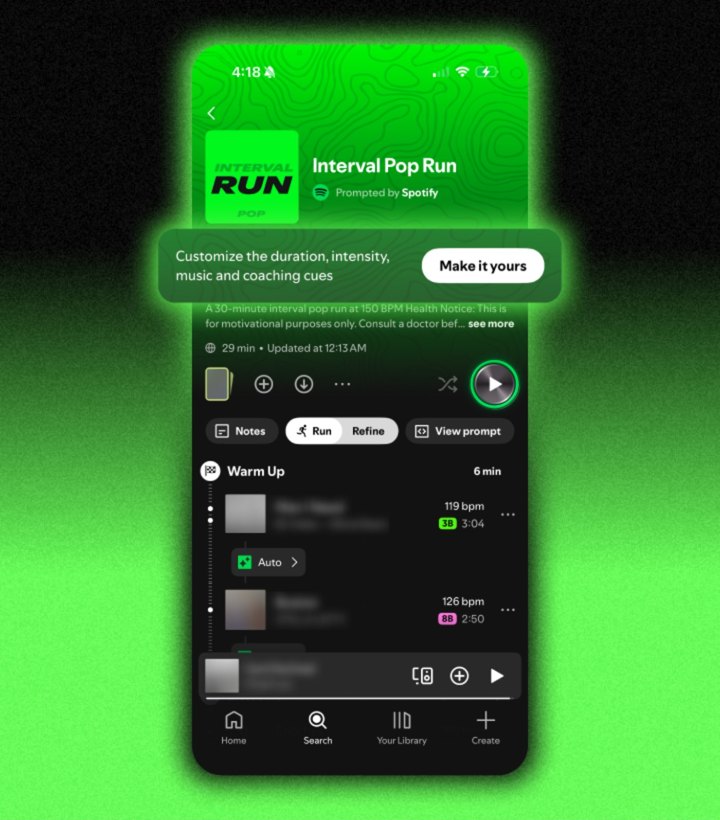 4:18
INTERVAL
RUN
POP
Interval Pop Run
Prompted by Spotify
Customize the duration, intensity,
music and coaching cues
Make it yours
A 30-minute interval pop run at 150 BPM Health Notice: This is
for motivational purposes only. Consult a doctor bef... see more
29 min • Updated at 12:13 AM
Notes
Run
Refine
View prompt
Warm Up
6 min
119 bpm
3B 3:04
Auto
126 bpm
8B 2:50
Home
Search
Your Library
Create